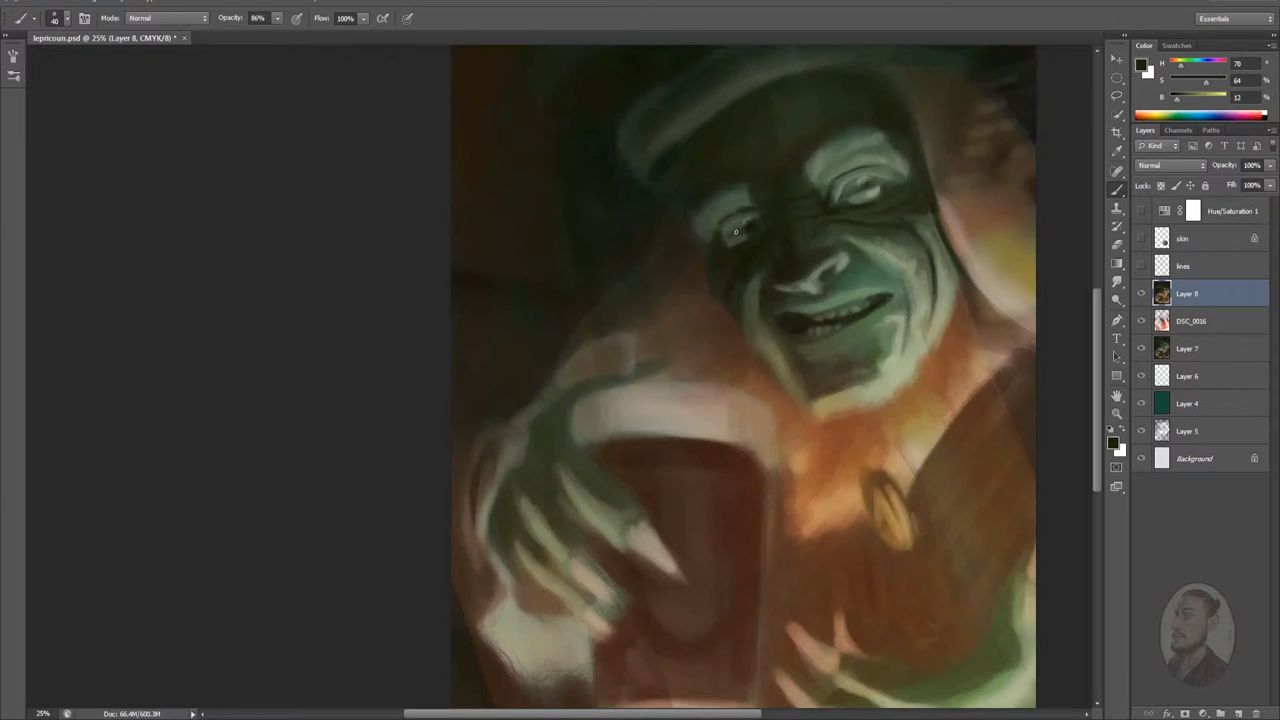 40 Mode: Normal Opacity: 86% Flow: 100% Essentials
lepricoun.psd @ 25% (Layer 8, CMYK/8) * ×
Color Swatches
H 70 °
S 64 %
B 12 %
Layers Channels Paths
Kind
Normal Opacity: 100%
Lock: Fill: 100%
Hue/Saturation 1
skin
lines
Layer 8
DSC_0016
Layer 7
Layer 6
Layer 4
Layer 5
Background
25% Doc: 66.4M/600.3M